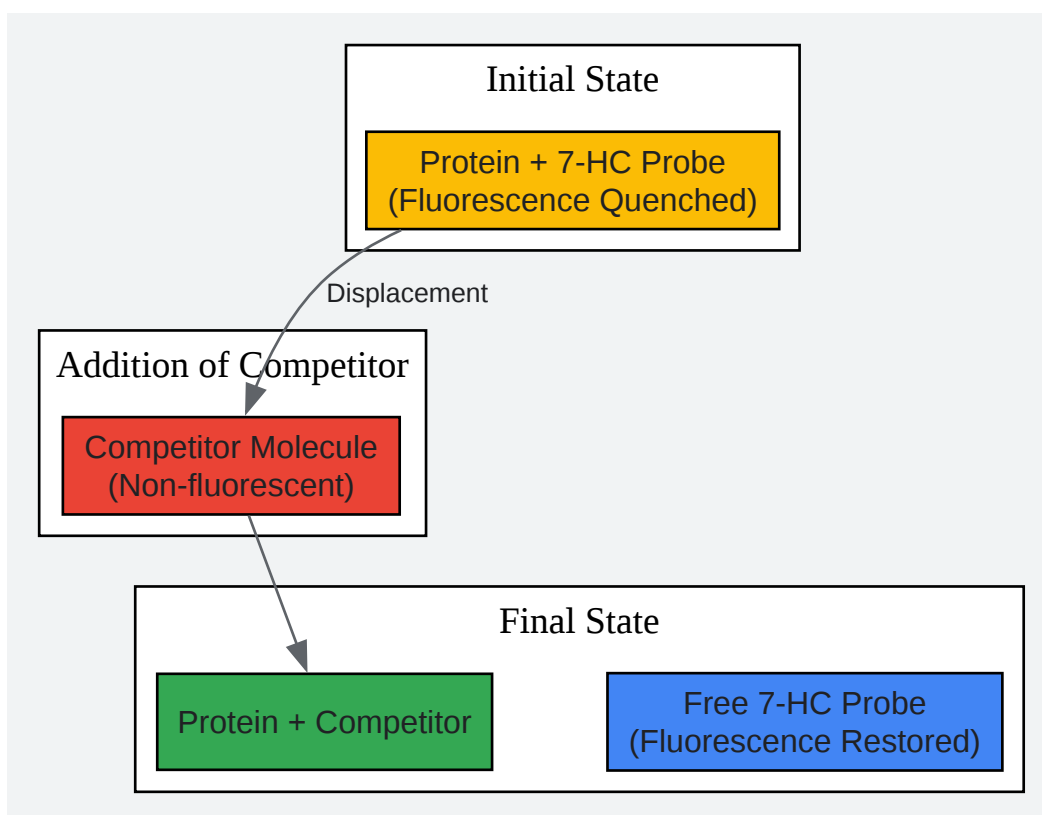 Initial State
Protein + 7-HC Probe
(Fluorescence Quenched)
Displacement
Addition of Competitor
Competitor Molecule
(Non-fluorescent)
Final State
Protein + Competitor
Free 7-HC Probe
(Fluorescence Restored)